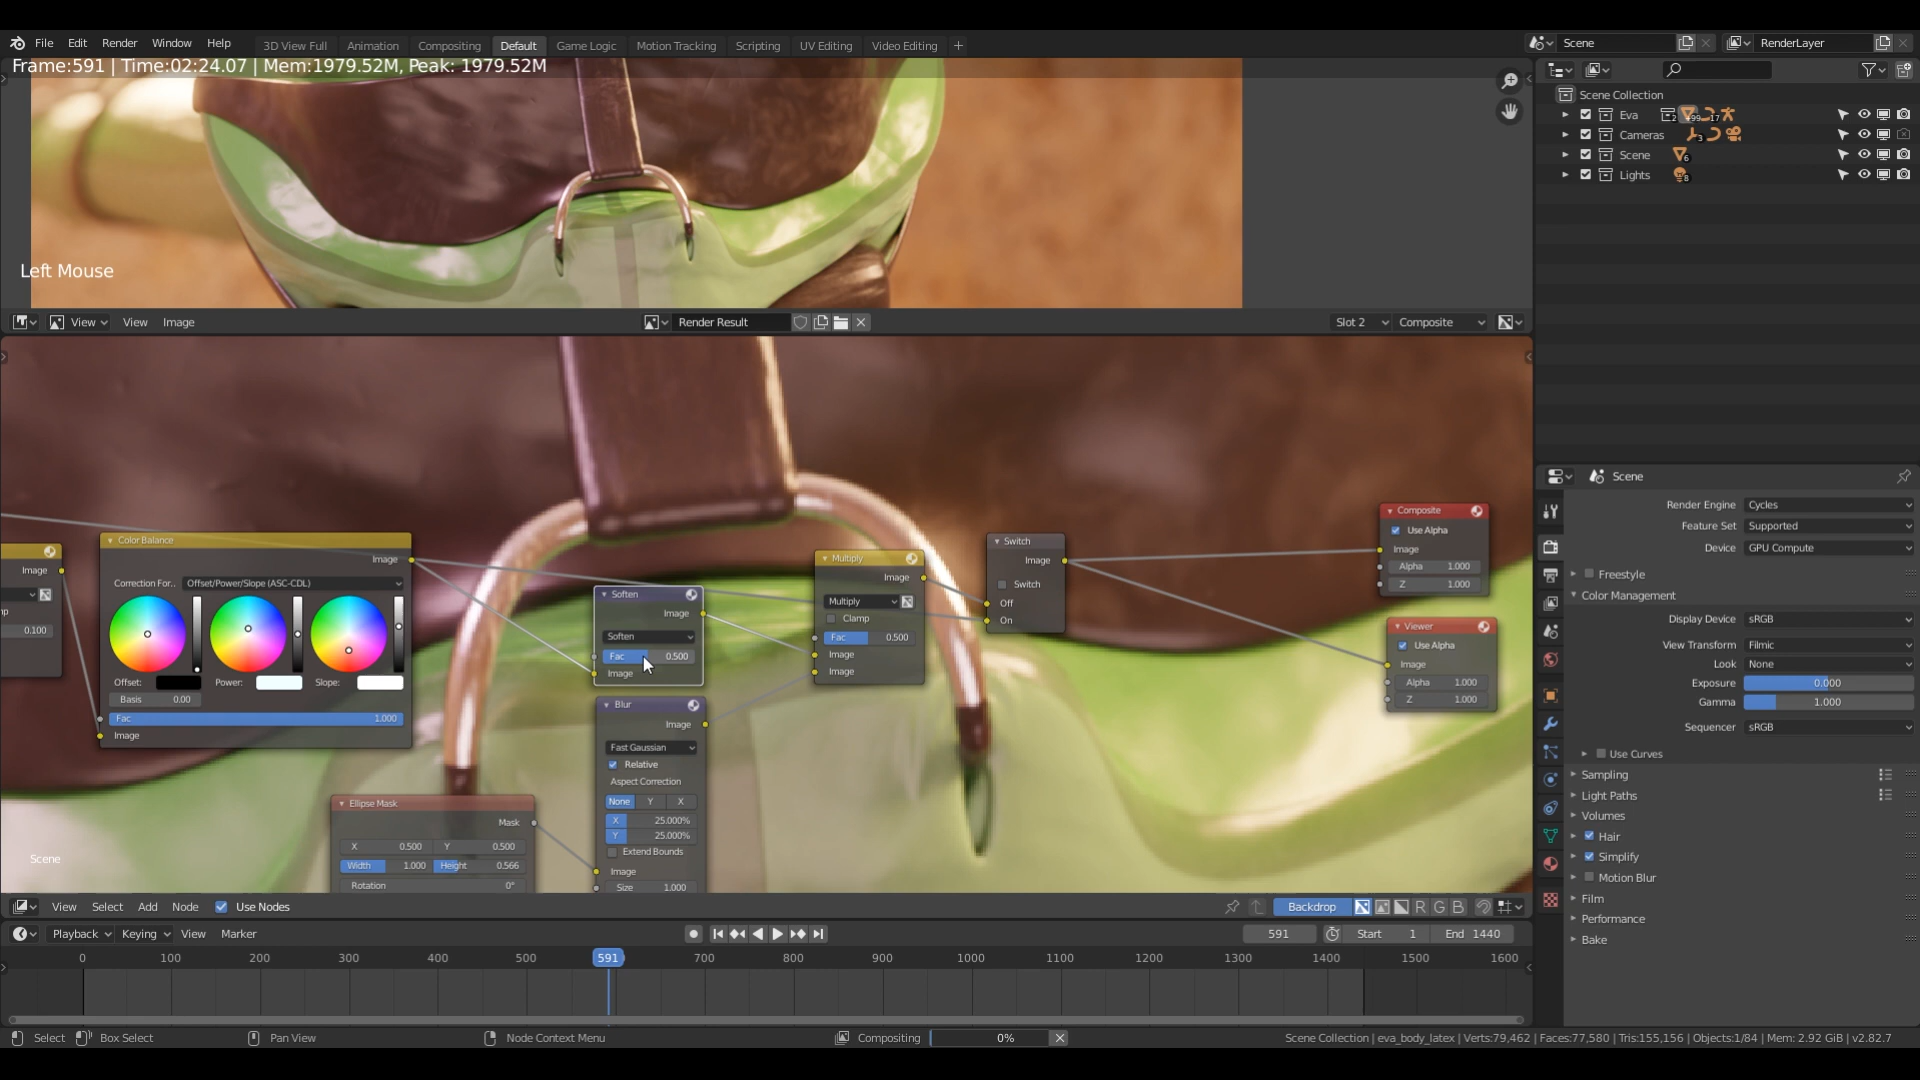 File Edit Render Window Help 3D View Full Animation Compositing Default Game Logic Motion Tracking Scripting UV Editing Video Editing + Scene RenderLayer
Frame:591 | Time:02:24.07 | Mem:1979.52M, Peak: 1979.52M
Scene Collection
Eva 2 +99 17
Cameras 3
Scene 6
Lights 8
Left Mouse
View View Image Render Result Slot 2 Composite
Scene
Render Engine Cycles
Feature Set Supported
Device GPU Compute
Freestyle
Color Management
Display Device sRGB
View Transform Filmic
Look None
Exposure 0.000
Gamma 1.000
Sequencer sRGB
Use Curves
Sampling
Light Paths
Volumes
Hair
Simplify
Motion Blur
Film
Performance
Bake
Image
0.100
Color Balance
Image
Correction For.. Offset/Power/Slope (ASC-CDL)
Offset: Power: Slope:
Basis 0.00
Fac 1.000
Image
Soften
Image
Soften
Fac 0.500
Image
Blur
Image
Fast Gaussian
Relative
Aspect Correction
None Y X
X 25.000%
Y 25.000%
Extend Bounds
Image
Size 1.000
Ellipse Mask
Mask
X 0.500 Y 0.500
Width 1.000 Height 0.566
Rotation 0°
Multiply
Image
Multiply
Clamp
Fac 0.500
Image
Image
Switch
Image
Switch
Off
On
Composite
Use Alpha
Image
Alpha 1.000
Z 1.000
Viewer
Use Alpha
Image
Alpha 1.000
Z 1.000
Scene
View Select Add Node Use Nodes Backdrop R G B
Playback Keying View Marker 591 Start 1 End 1440
0 100 200 300 400 500 591 700 800 900 1000 1100 1200 1300 1400 1500 1600
Select Box Select Pan View Node Context Menu Compositing 0% Scene Collection | eva_body_latex | Verts:79,462 | Faces:77,580 | Tris:155,156 | Objects:1/84 | Mem: 2.92 GiB | v2.82.7